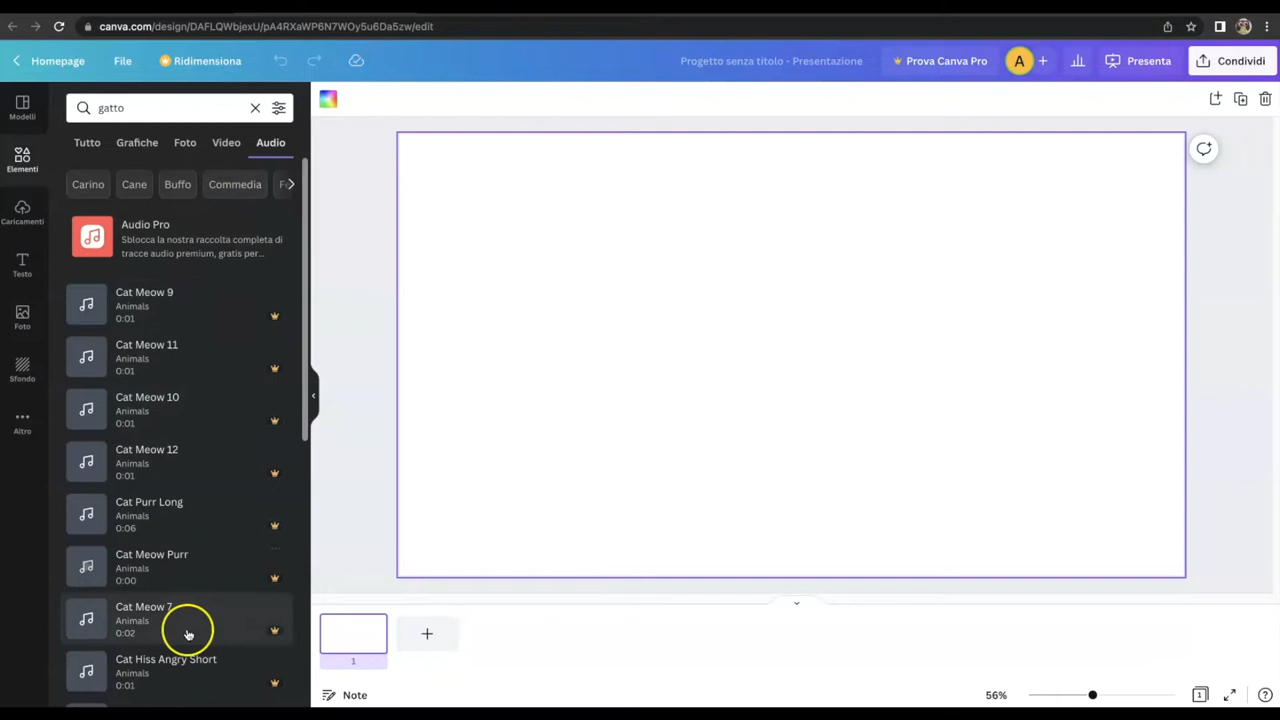 canva.com/design/DAFLQWbjexU/pA4RXaWP6N7WOy5u6Da5zw/edit
Homepage File Ridimensiona Progetto senza titolo - Presentazione Prova Canva Pro A + Presenta Condividi
Modelli
Elementi
Caricamenti
Testo
Foto
Sfondo
Altro
gatto
Tutto Grafiche Foto Video Audio
Carino Cane Buffo Commedia
Audio Pro
Sblocca la nostra raccolta completa di
tracce audio premium, gratis per...
Cat Meow 9
Animals
0:01
Cat Meow 11
Animals
0:01
Cat Meow 10
Animals
0:01
Cat Meow 12
Animals
0:01
Cat Purr Long
Animals
0:06
Cat Meow Purr
Animals
0:00
Cat Meow 7
Animals
0:02
Cat Hiss Angry Short
Animals
0:01
1
Note 56% 1